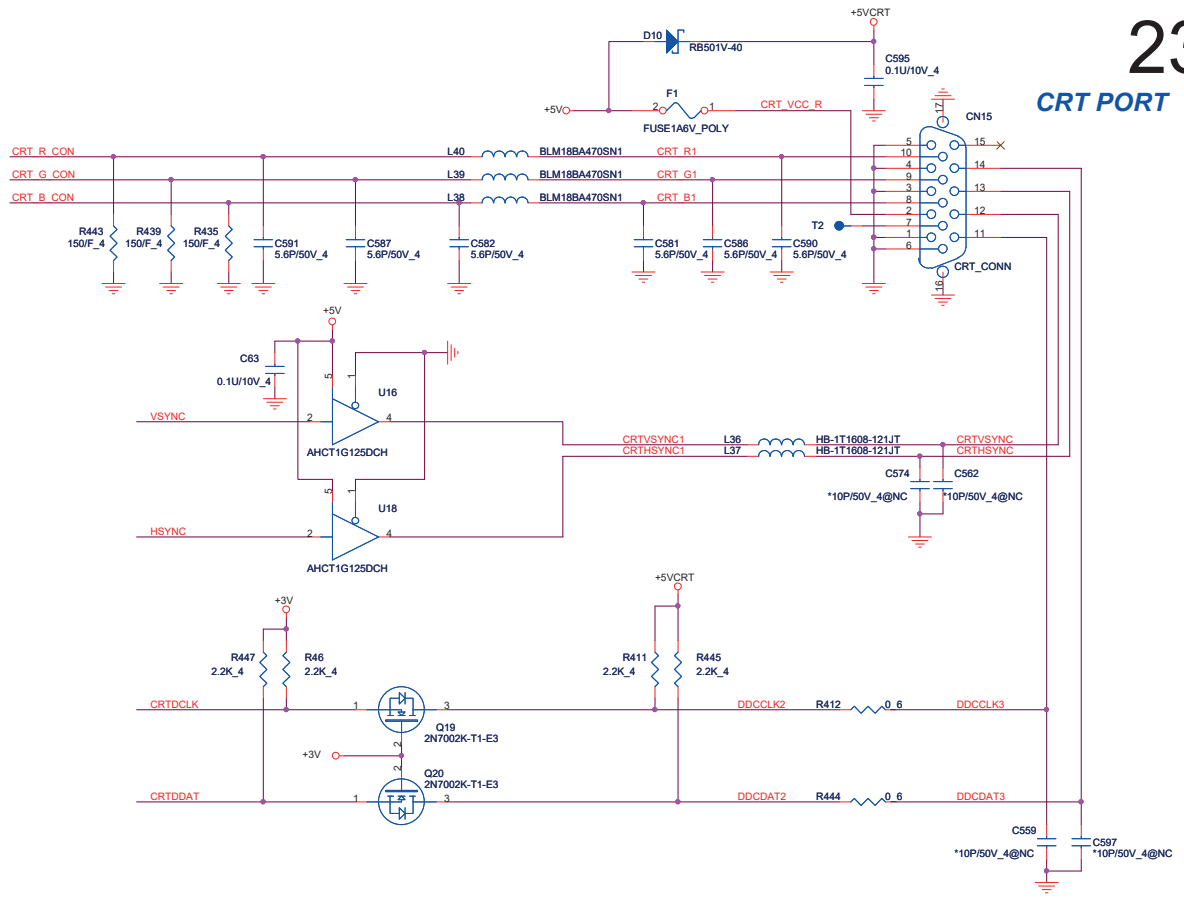 23
CRT PORT
+5VCRT
D10
RB501V-40
C595
0.1U/10V_4
+5V
2
F1
1
CRT_VCC_R
FUSE1A6V_POLY
17
CN15
CRT_R_CON
L40
BLM18BA470SN1
CRT_R1
CRT_G_CON
L39
BLM18BA470SN1
CRT_G1
CRT_B_CON
L38
BLM18BA470SN1
CRT_B1
5
10
4
9
3
8
2
7
1
6
15
14
13
12
11
T2
R443
150/F_4
R439
150/F_4
R435
150/F_4
C591
5.6P/50V_4
C587
5.6P/50V_4
C582
5.6P/50V_4
C581
5.6P/50V_4
C586
5.6P/50V_4
C590
5.6P/50V_4
CRT_CONN
16
+5V
C63
0.1U/10V_4
5
1
U16
VSYNC
2
4
AHCT1G125DCH
CRTVSYNC1
L36
HB-1T1608-121JT
CRTVSYNC
CRTHSYNC1
L37
HB-1T1608-121JT
CRTHSYNC
C574
*10P/50V_4@NC
C562
*10P/50V_4@NC
5
1
U18
HSYNC
2
4
AHCT1G125DCH
+3V
R447
2.2K_4
R46
2.2K_4
+5VCRT
R411
2.2K_4
R445
2.2K_4
CRTDCLK
1
3
DDCCLK2
R412
0_6
DDCCLK3
Q19
2N7002K-T1-E3
2
+3V
2
Q20
2N7002K-T1-E3
CRTDDAT
1
3
DDCDAT2
R444
0_6
DDCDAT3
C559
*10P/50V_4@NC
C597
*10P/50V_4@NC